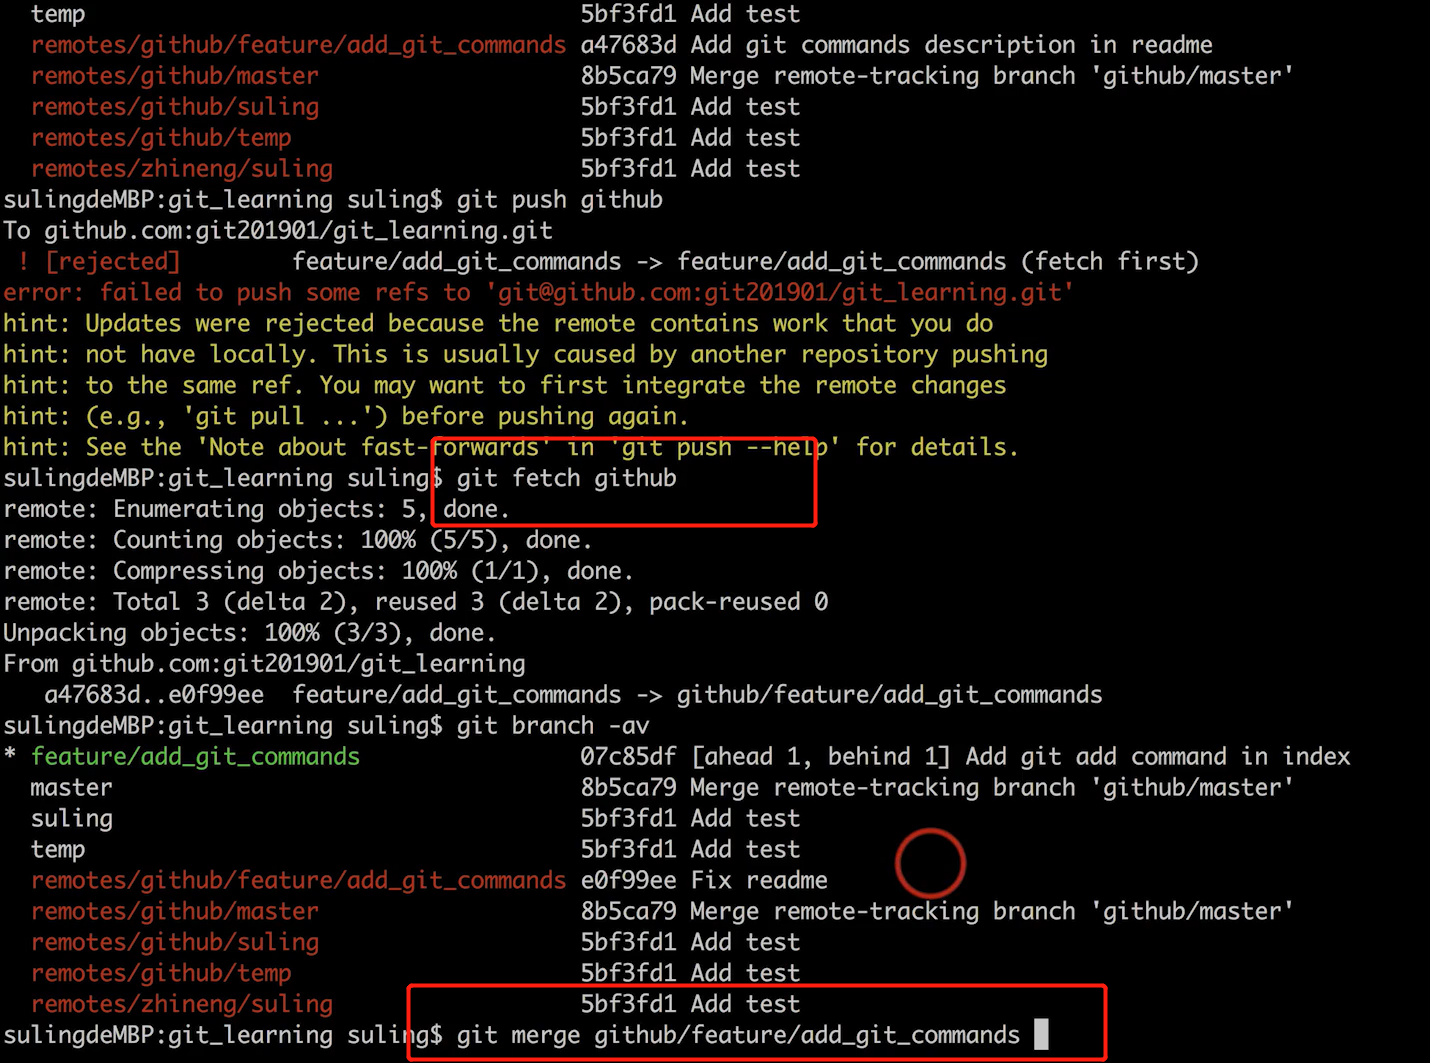 temp 5bf3fd1 Add test
remotes/github/feature/add_git_commands a47683d Add git commands description in readme
remotes/github/master 8b5ca79 Merge remote-tracking branch 'github/master'
remotes/github/suling 5bf3fd1 Add test
remotes/github/temp 5bf3fd1 Add test
remotes/zhineng/suling 5bf3fd1 Add test
sulingdeMBP:git_learning suling$ git push github
To github.com:git201901/git_learning.git
! [rejected] feature/add_git_commands -> feature/add_git_commands (fetch first)
error: failed to push some refs to 'git@github.com:git201901/git_learning.git'
hint: Updates were rejected because the remote contains work that you do
hint: not have locally. This is usually caused by another repository pushing
hint: to the same ref. You may want to first integrate the remote changes
hint: (e.g., 'git pull ...') before pushing again.
hint: See the 'Note about fast-forwards' in 'git push --help' for details.
sulingdeMBP:git_learning suling$ git fetch github
remote: Enumerating objects: 5, done.
remote: Counting objects: 100% (5/5), done.
remote: Compressing objects: 100% (1/1), done.
remote: Total 3 (delta 2), reused 3 (delta 2), pack-reused 0
Unpacking objects: 100% (3/3), done.
From github.com:git201901/git_learning
a47683d..e0f99ee feature/add_git_commands -> github/feature/add_git_commands
sulingdeMBP:git_learning suling$ git branch -av
* feature/add_git_commands 07c85df [ahead 1, behind 1] Add git add command in index
master 8b5ca79 Merge remote-tracking branch 'github/master'
suling 5bf3fd1 Add test
temp 5bf3fd1 Add test
remotes/github/feature/add_git_commands e0f99ee Fix readme
remotes/github/master 8b5ca79 Merge remote-tracking branch 'github/master'
remotes/github/suling 5bf3fd1 Add test
remotes/github/temp 5bf3fd1 Add test
remotes/zhineng/suling 5bf3fd1 Add test
sulingdeMBP:git_learning suling$ git merge github/feature/add_git_commands